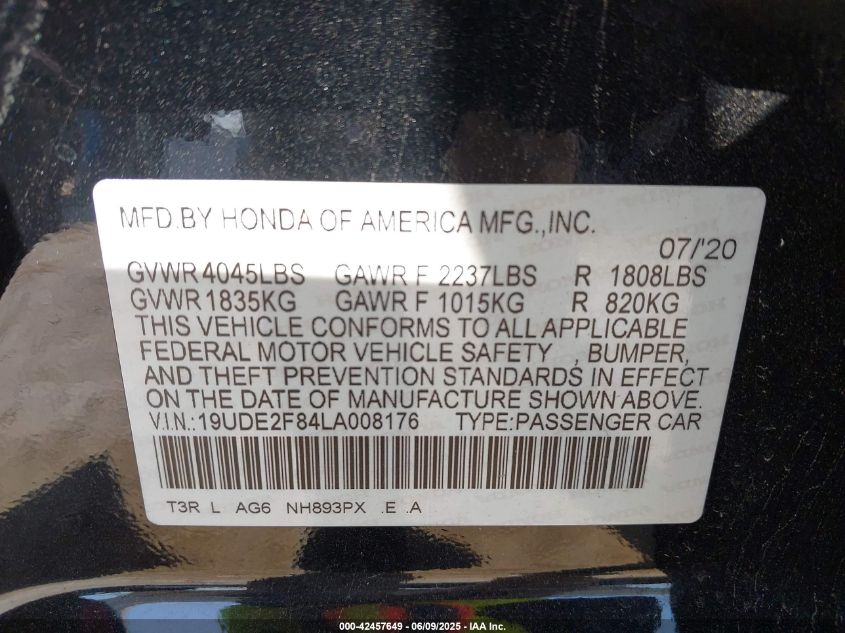 MFD.BY HONDA OF AMERICA MFG.,INC.
07/'20
GVWR 4045LBS GAWR F 2237LBS R 1808LBS
GVWR 1835KG GAWR F 1015KG R 820KG
THIS VEHICLE CONFORMS TO ALL APPLICABLE
FEDERAL MOTOR VEHICLE SAFETY , BUMPER,
AND THEFT PREVENTION STANDARDS IN EFFECT
ON THE DATE OF MANUFACTURE SHOWN ABOVE.
V.I.N.:19UDE2F84LA008176 TYPE:PASSENGER CAR
T3R L AG6 NH893PX .E .A
000-42457649 - 06/09/2025 - IAA Inc.